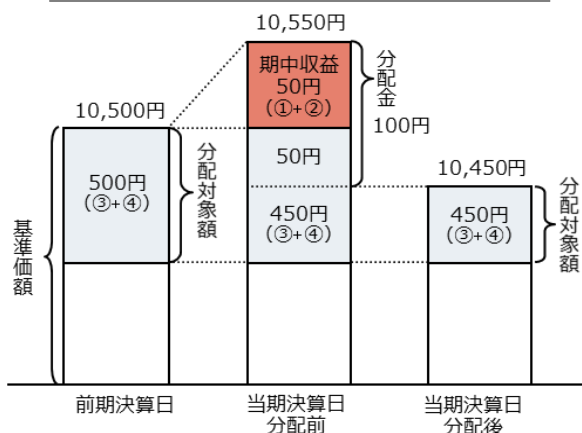 10,550円
期中収益
50円
(①+②)
分配金
100円
10,500円
500円
(③+④)
分配対象額
50円
450円
(③+④)
10,450円
450円
(③+④)
分配対象額
基準価額
前期決算日
当期決算日
分配前
当期決算日
分配後